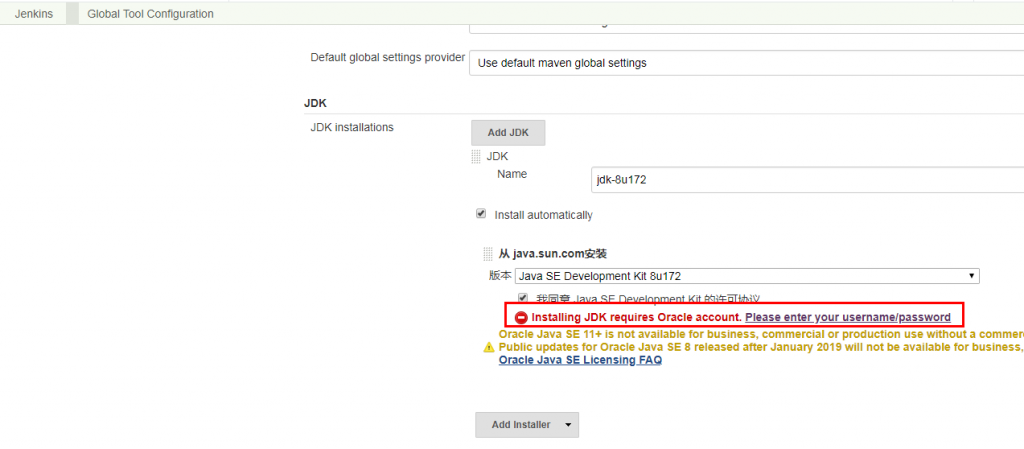 Jenkins Global Tool Configuration
Default global settings provider Use default maven global settings
JDK
JDK installations Add JDK
JDK
Name jdk-8u172
Install automatically
从 java.sun.com安装
版本 Java SE Development Kit 8u172
我同意 Java SE Development Kit 的许可协议
Installing JDK requires Oracle account. Please enter your username/password
Oracle Java SE 11+ is not available for business, commercial or production use without a
Public updates for Oracle Java SE 8 released after January 2019 will not be available for business,
Oracle Java SE Licensing FAQ
Add Installer